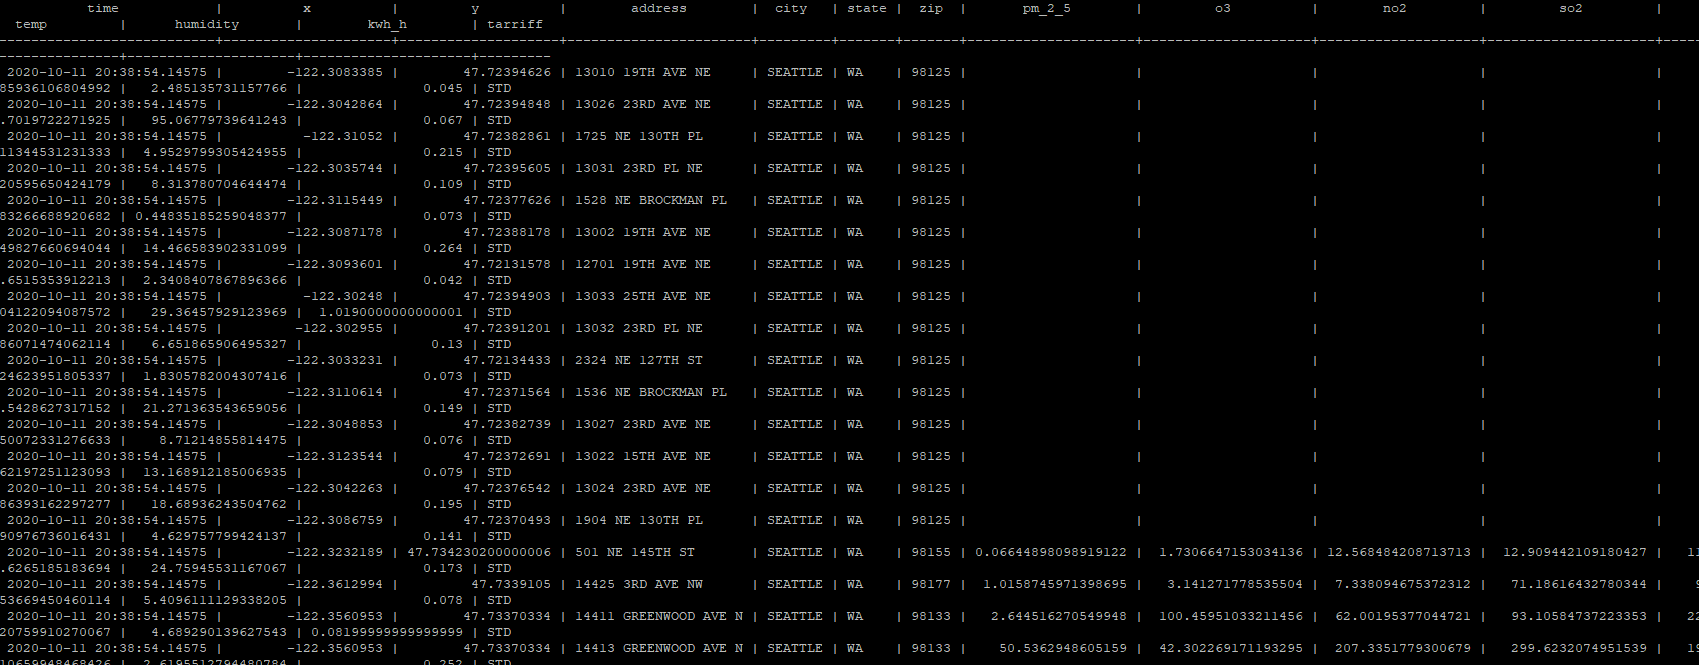 time | x | y | address | city | state | zip | pm_2_5 | o3 | no2 | so2 |
temp | humidity | kwh_h | tarriff
2020-10-11 20:38:54.14575 | -122.3083385 | 47.72394626 | 13010 19TH AVE NE | SEATTLE | WA | 98125 | | | | |
85936106804992 | 2.485135731157766 | 0.045 | STD
2020-10-11 20:38:54.14575 | -122.3042864 | 47.72394848 | 13026 23RD AVE NE | SEATTLE | WA | 98125 | | | | |
.7019722271925 | 95.06779739641243 | 0.067 | STD
2020-10-11 20:38:54.14575 | -122.31052 | 47.72382861 | 1725 NE 130TH PL | SEATTLE | WA | 98125 | | | | |
11344531231333 | 4.9529799305424955 | 0.215 | STD
2020-10-11 20:38:54.14575 | -122.3035744 | 47.72395605 | 13031 23RD PL NE | SEATTLE | WA | 98125 | | | | |
20595650424179 | 8.313780704644474 | 0.109 | STD
2020-10-11 20:38:54.14575 | -122.3115449 | 47.72377626 | 1528 NE BROCKMAN PL | SEATTLE | WA | 98125 | | | | |
83266688920682 | 0.44835185259048377 | 0.073 | STD
2020-10-11 20:38:54.14575 | -122.3087178 | 47.72388178 | 13002 19TH AVE NE | SEATTLE | WA | 98125 | | | | |
49827660694044 | 14.466583902331099 | 0.264 | STD
2020-10-11 20:38:54.14575 | -122.3093601 | 47.72131578 | 12701 19TH AVE NE | SEATTLE | WA | 98125 | | | | |
.6515353912213 | 2.3408407867896366 | 0.042 | STD
2020-10-11 20:38:54.14575 | -122.30248 | 47.72394903 | 13033 25TH AVE NE | SEATTLE | WA | 98125 | | | | |
04122094087572 | 29.36457929123969 | 1.0190000000000001 | STD
2020-10-11 20:38:54.14575 | -122.302955 | 47.72391201 | 13032 23RD PL NE | SEATTLE | WA | 98125 | | | | |
86071474062114 | 6.651865906495327 | 0.13 | STD
2020-10-11 20:38:54.14575 | -122.3033231 | 47.72134433 | 2324 NE 127TH ST | SEATTLE | WA | 98125 | | | | |
24623951805337 | 1.8305782004307416 | 0.073 | STD
2020-10-11 20:38:54.14575 | -122.3110614 | 47.72371564 | 1536 NE BROCKMAN PL | SEATTLE | WA | 98125 | | | | |
.5428627317152 | 21.271363543659056 | 0.149 | STD
2020-10-11 20:38:54.14575 | -122.3048853 | 47.72382739 | 13027 23RD AVE NE | SEATTLE | WA | 98125 | | | | |
50072331276633 | 8.71214855814475 | 0.076 | STD
2020-10-11 20:38:54.14575 | -122.3123544 | 47.72372691 | 13022 15TH AVE NE | SEATTLE | WA | 98125 | | | | |
62197251123093 | 13.168912185006935 | 0.079 | STD
2020-10-11 20:38:54.14575 | -122.3042263 | 47.72376542 | 13024 23RD AVE NE | SEATTLE | WA | 98125 | | | | |
86393162297277 | 18.68936243504762 | 0.195 | STD
2020-10-11 20:38:54.14575 | -122.3086759 | 47.72370493 | 1904 NE 130TH PL | SEATTLE | WA | 98125 | | | | |
90976736016431 | 4.629757799424137 | 0.141 | STD
2020-10-11 20:38:54.14575 | -122.3232189 | 47.734230200000006 | 501 NE 145TH ST | SEATTLE | WA | 98155 | 0.06644898098919122 | 1.7306647153034136 | 12.568484208713713 | 12.909442109180427 | 11
.6265185183694 | 24.75945531167067 | 0.173 | STD
2020-10-11 20:38:54.14575 | -122.3612994 | 47.7339105 | 14425 3RD AVE NW | SEATTLE | WA | 98177 | 1.0158745971398695 | 3.141271778535504 | 7.338094675372312 | 71.18616432780344 | 9
53669450460114 | 5.4096111129338205 | 0.078 | STD
2020-10-11 20:38:54.14575 | -122.3560953 | 47.73370334 | 14411 GREENWOOD AVE N | SEATTLE | WA | 98133 | 2.644516270549948 | 100.45951033211456 | 62.00195377044721 | 93.10584737223353 | 22
20759910270067 | 4.689290139627543 | 0.08199999999999999 | STD
2020-10-11 20:38:54.14575 | -122.3560953 | 47.73370334 | 14413 GREENWOOD AVE N | SEATTLE | WA | 98133 | 50.5362948605159 | 42.302269171193295 | 207.3351779300679 | 299.6232074951539 | 19
10659948468426 | 2.6195512794480784 | 0.252 | STD